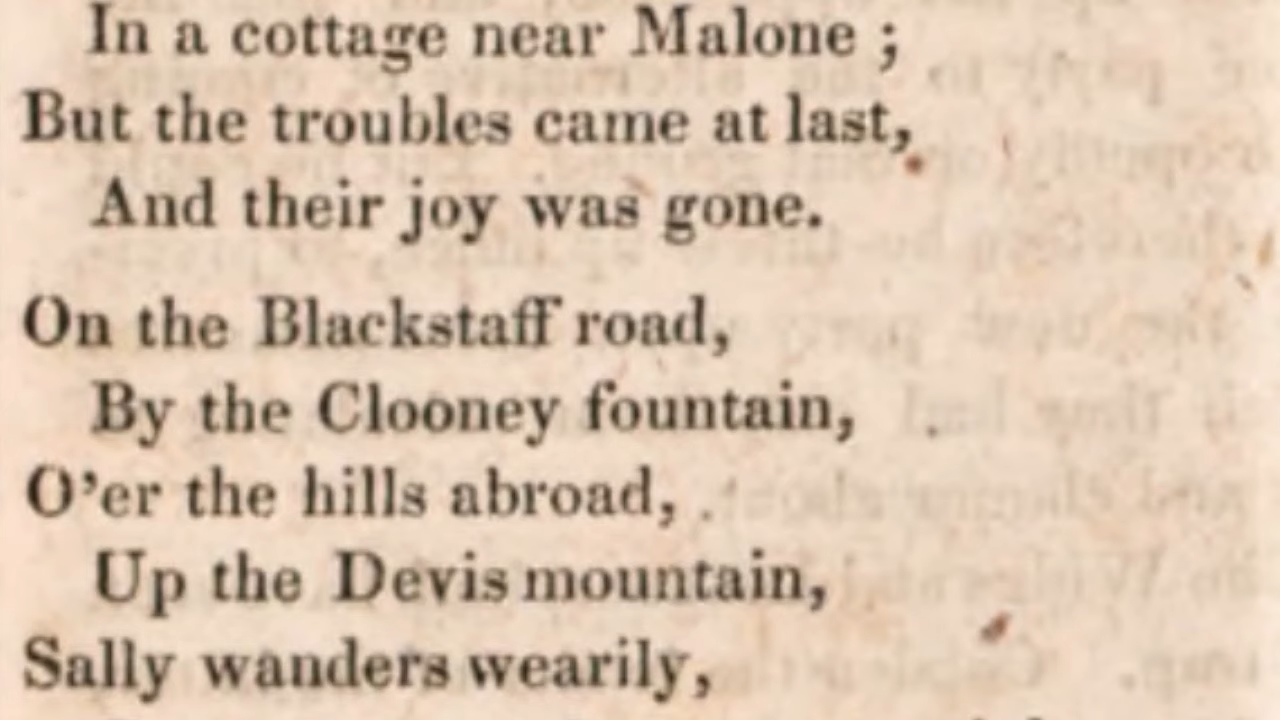 In a cottage near Malone ;
But the troubles came at last,
And their joy was gone.
On the Blackstaff road,
By the Clooney fountain,
O’er the hills abroad,
Up the Devis mountain,
Sally wanders wearily,